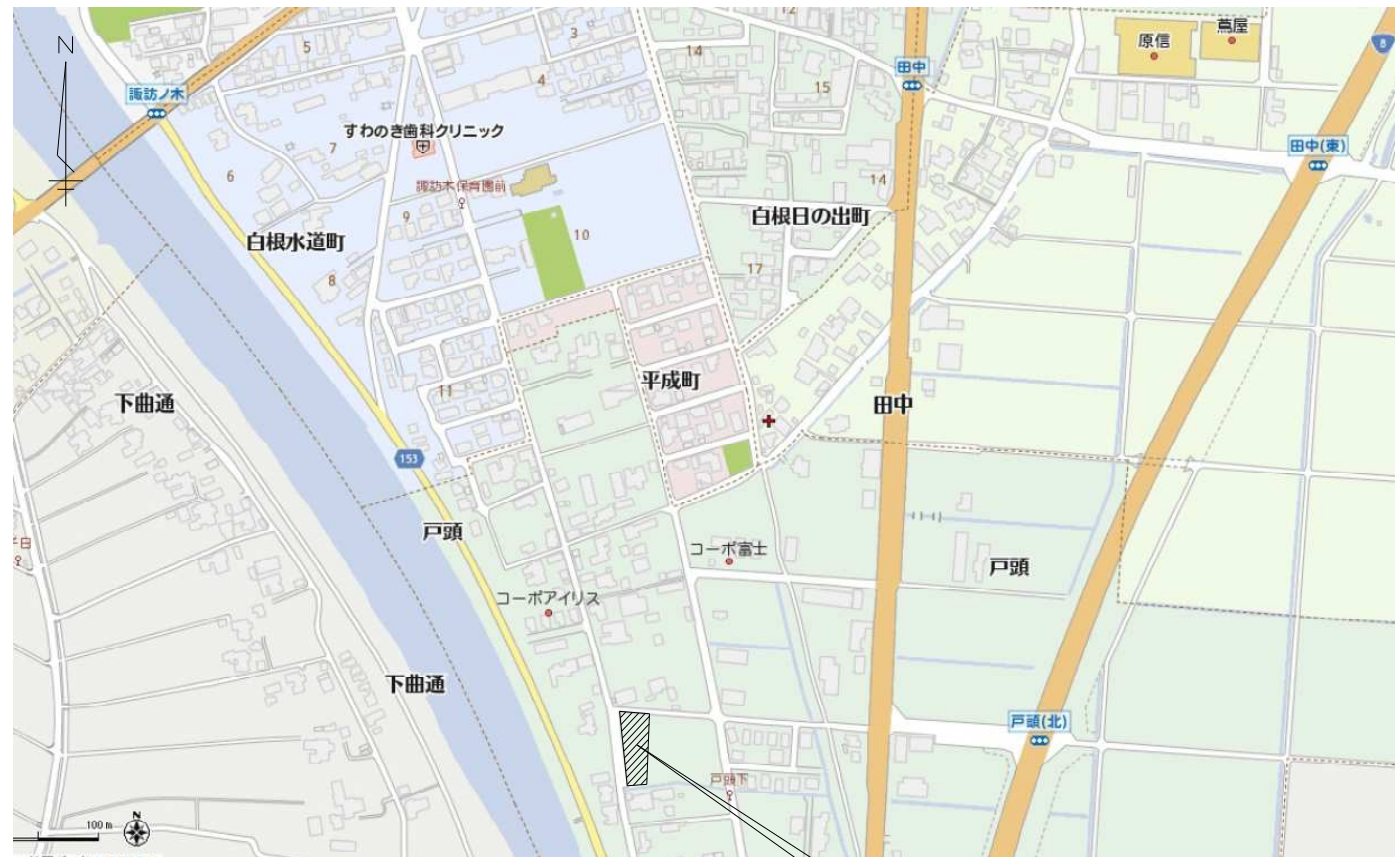 N
諏訪ノ木
5
3
4
すわのき歯科クリニック
7
6
諏訪木保育園前
9
白根水道町
10
8
11
12
14
15
田中
14
白根日の出町
17
原信
蔦屋
8
田中(東)
平成町
田中
下曲通
153
戸頭
コーポ富士
戸頭
コーポアイリス
下曲通
戸頭(北)
戸頭下
100 m
N